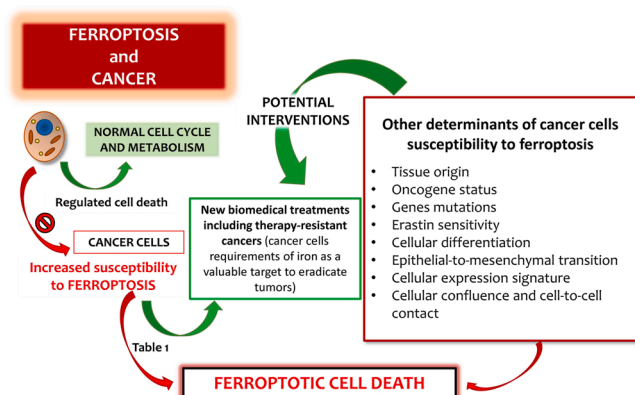 FERROPTOSIS
and
CANCER
POTENTIAL
INTERVENTIONS
NORMAL CELL CYCLE
AND METABOLISM
Regulated cell death
CANCER CELLS
Increased susceptibility
to FERROPTOSIS
Table 1
New biomedical treatments
including therapy-resistant
cancers (cancer cells
requirements of iron as a
valuable target to eradicate
tumors)
Other determinants of cancer cells
susceptibility to ferroptosis
• Tissue origin
• Oncogene status
• Genes mutations
• Erastin sensitivity
• Cellular differentiation
• Epithelial-to-mesenchymal transition
• Cellular expression signature
• Cellular confluence and cell-to-cell
contact
FERROPTOTIC CELL DEATH